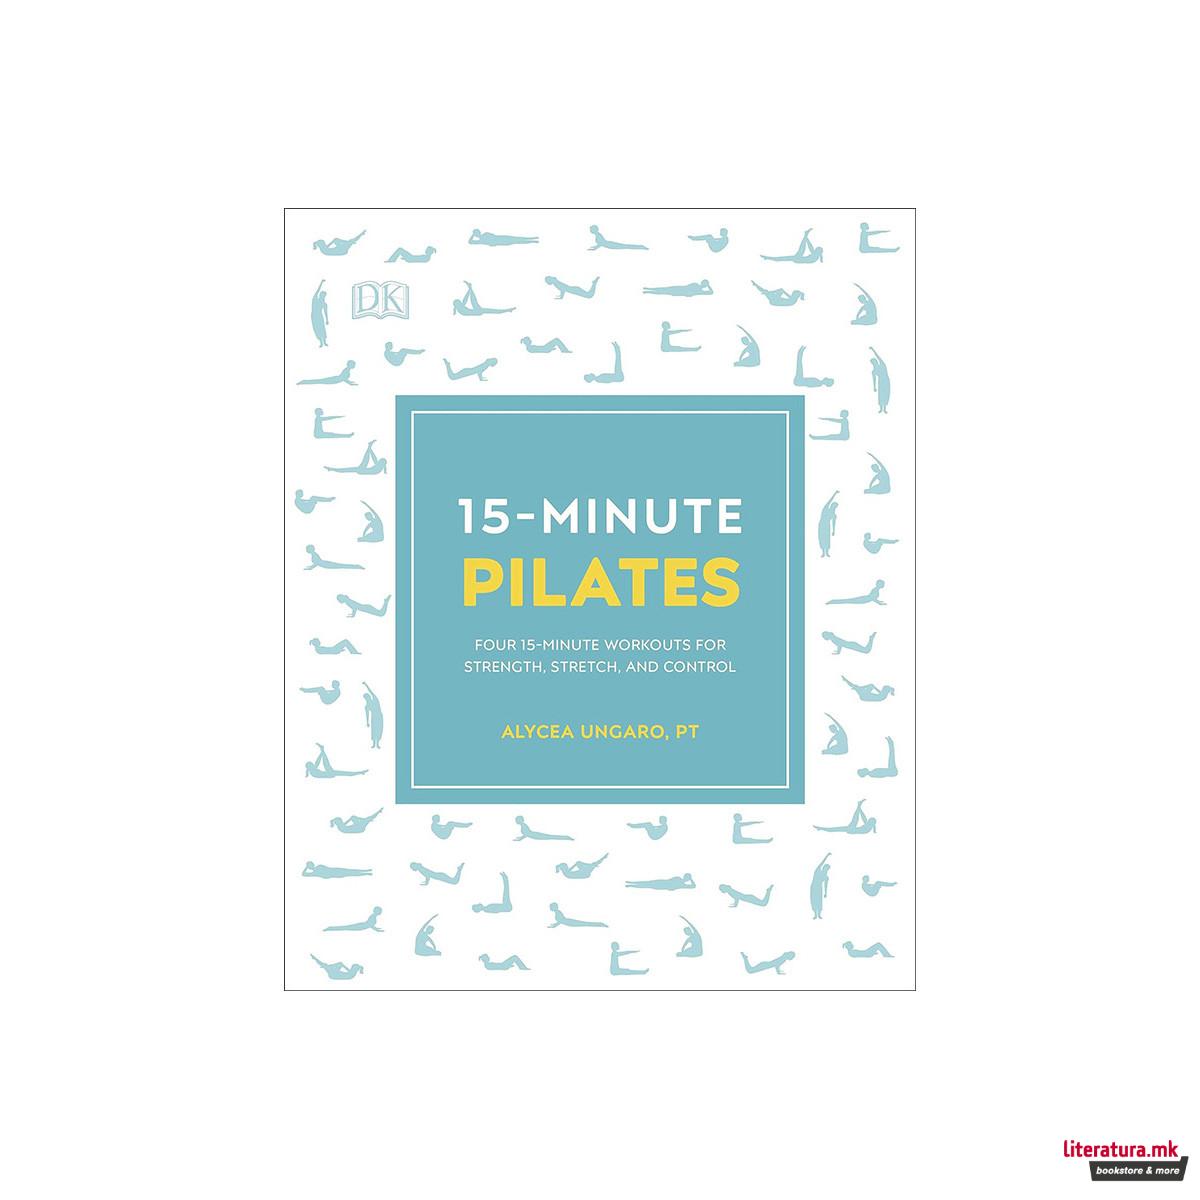 DK
15-MINUTE
PILATES
FOUR 15-MINUTE WORKOUTS FOR
STRENGTH, STRETCH, AND CONTROL
ALYCEA UNGARO, PT
literatura.mk
bookstore & more